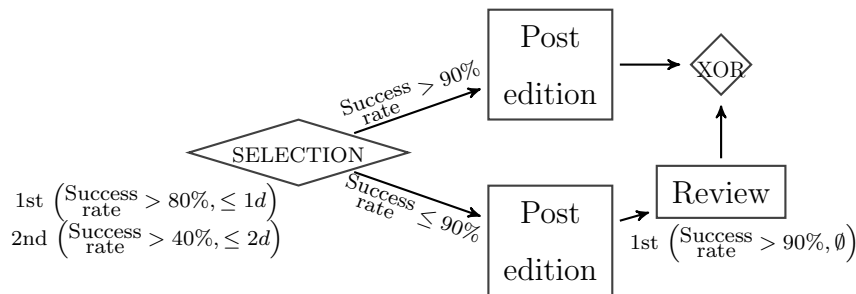 Post
edition
XOR
Success
rate > 90%
SELECTION
Success
rate ≤ 90%
1st (Success rate > 80%, ≤ 1d)
2nd (Success rate > 40%, ≤ 2d)
Post
edition
Review
1st (Success rate > 90%, ∅)